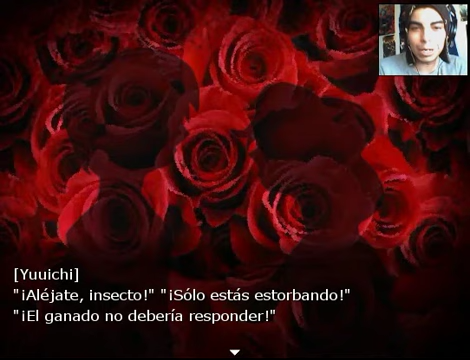 [Yuuichi]
"¡Aléjate, insecto!" "¡Sólo estás estorbando!"
"¡El ganado no debería responder!"